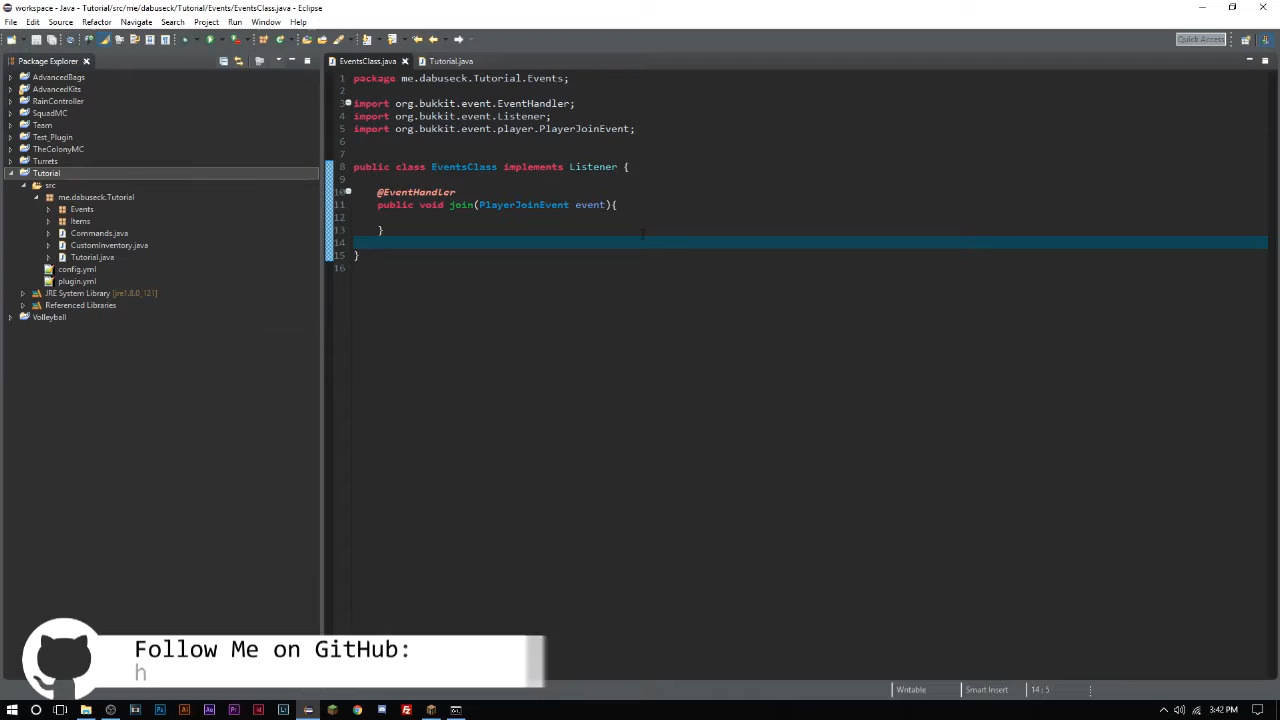 workspace - Java - Tutorial/src/me/dabuseck/Tutorial/Events/EventsClass.java - Eclipse
File Edit Source Refactor Navigate Search Project Run Window Help
Quick Access
Package Explorer
EventsClass.java
Tutorial.java
AdvancedBags
AdvancedKits
RainController
SquadMC
Team
Test_Plugin
TheColonyMC
Turrets
Tutorial
src
me.dabuseck.Tutorial
Events
Items
Commands.java
CustomInventory.java
Tutorial.java
config.yml
plugin.yml
JRE System Library [jre1.8.0_121]
Referenced Libraries
Volleyball
1 package me.dabuseck.Tutorial.Events;
2
3 import org.bukkit.event.EventHandler;
4 import org.bukkit.event.Listener;
5 import org.bukkit.event.player.PlayerJoinEvent;
6
7
8 public class EventsClass implements Listener {
9
10 @EventHandler
11 public void join(PlayerJoinEvent event){
12
13 }
14
15 }
16
Follow Me on GitHub:
h
Writable
Smart Insert
14 : 5
3:42 PM